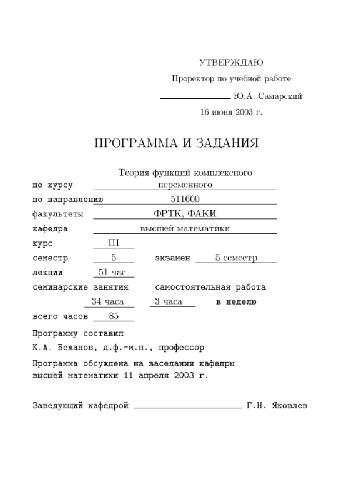 УТВЕРЖДАЮ
Проректор по учебной работе
Ю.А. Самарский
16 июня 2003 г.
ПРОГРАММА И ЗАДАНИЯ
Теория функций комплексного
по курсу переменного
по направлению 511600
факультеты ФРТК, ФАКИ
кафедра высшей математики
курс III
семестр 5 экзамен 5 семестр
лекции 51 час
семинарские занятия самостоятельная работа
34 часа 3 часа в неделю
всего часов 85
Программу составил
К.А. Бежанов, д.ф.-м.н., профессор
Программа обсуждена на заседании кафедры
высшей математики 11 апреля 2003 г.
Заведующий кафедрой Г.Н. Яковлев